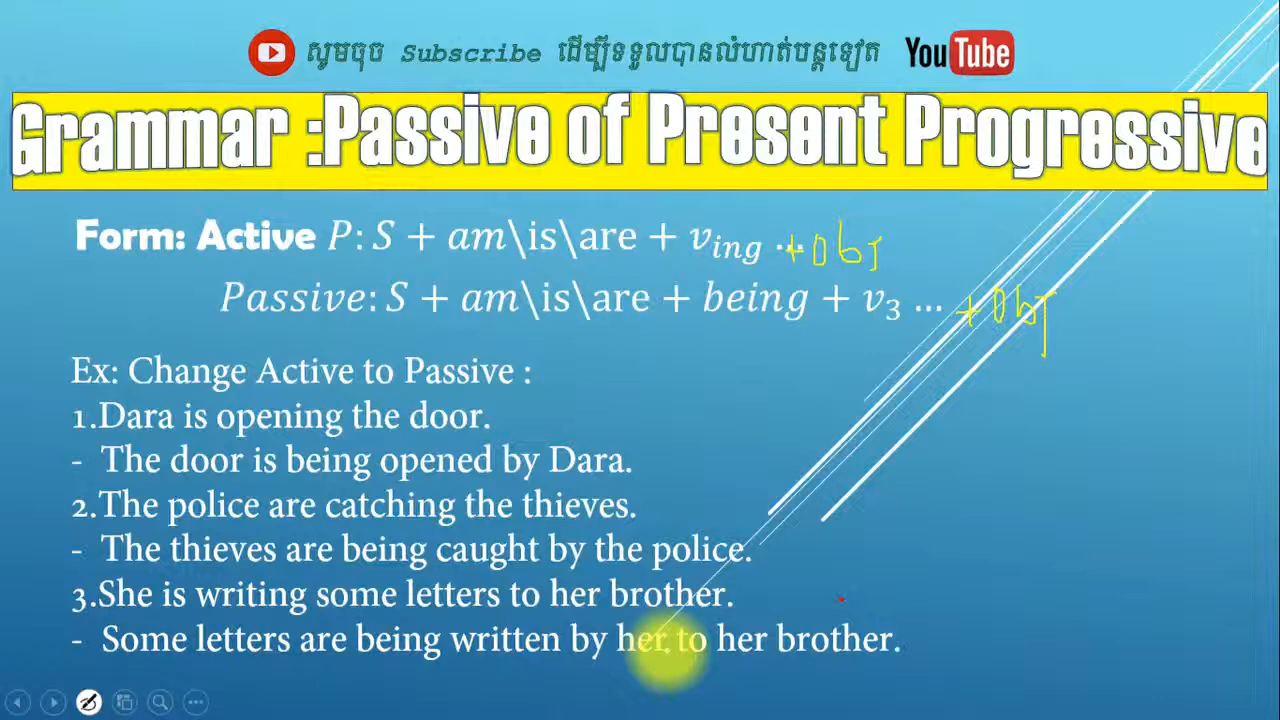 សូមចុច Subscribe ដើម្បីទទួលបានលំហាត់បន្តទៀត YouTube
Grammar :Passive of Present Progressive
Form: Active P: S + am\is\are + v_ing ... +obj
Passive: S + am\is\are + being + v_3 ... +obj
Ex: Change Active to Passive :
1.Dara is opening the door.
- The door is being opened by Dara.
2.The police are catching the thieves.
- The thieves are being caught by the police.
3.She is writing some letters to her brother.
- Some letters are being written by her to her brother.